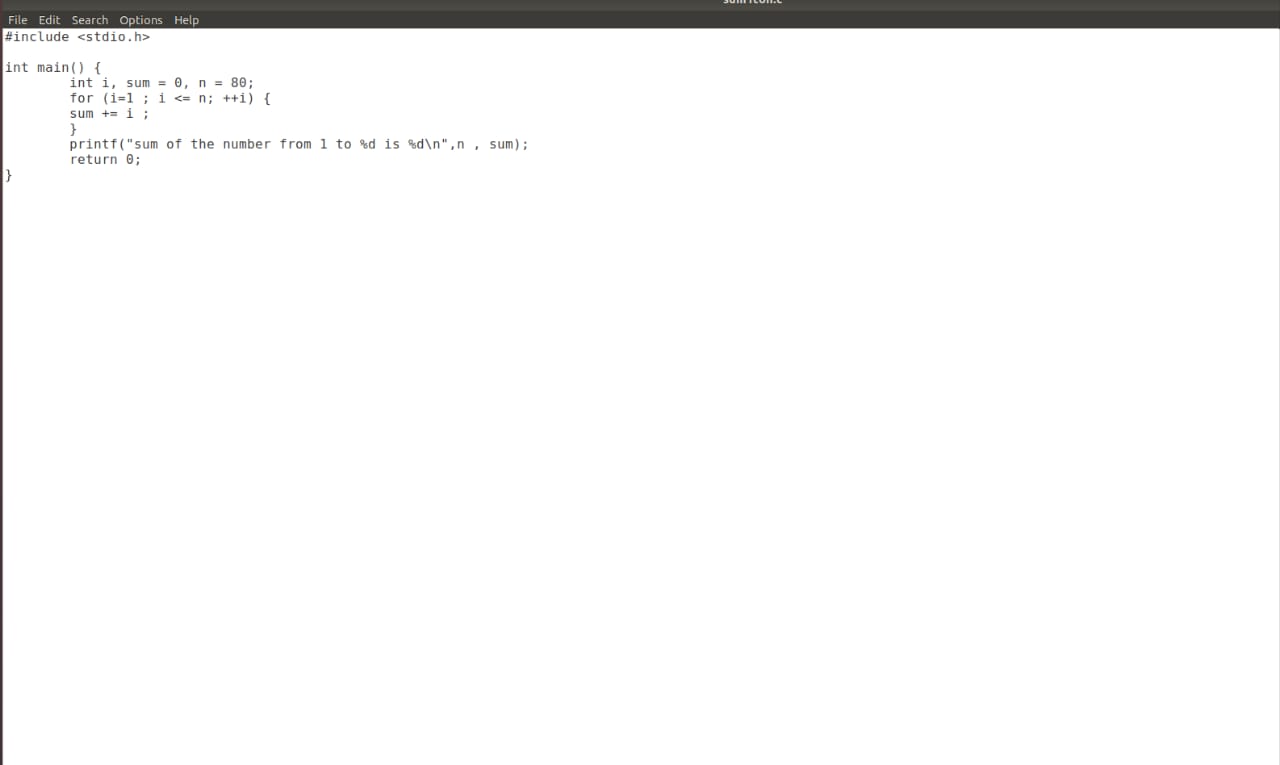 File Edit Search Options Help
#include <stdio.h>
int main() {
        int i, sum = 0, n = 80;
        for (i=1 ; i <= n; ++i) {
        sum += i ;
        }
        printf("sum of the number from 1 to %d is %d\n",n , sum);
        return 0;
}